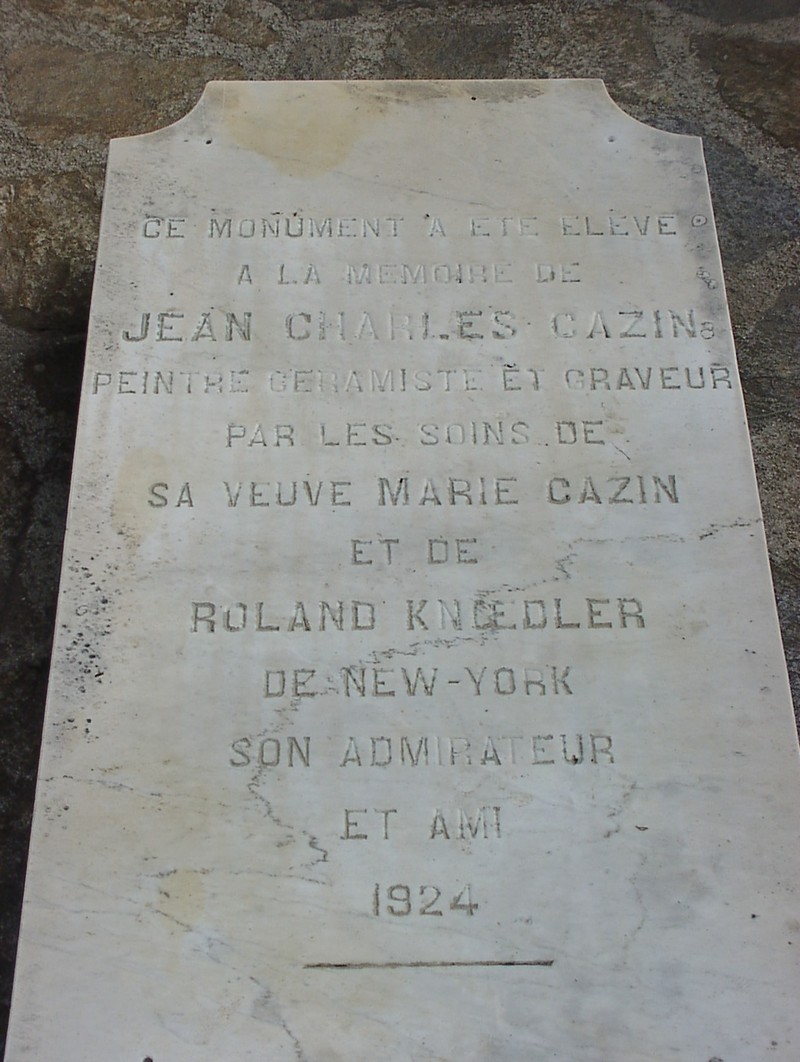 CE MONUMENT A ETE ELEVE
A LA MEMOIRE DE
JEAN CHARLES CAZIN
PEINTRE CERAMISTE ET GRAVEUR
PAR LES SOINS DE
SA VEUVE MARIE CAZIN
ET DE
ROLAND KNŒDLER
DE NEW-YORK
SON ADMIRATEUR
ET AMI
1924